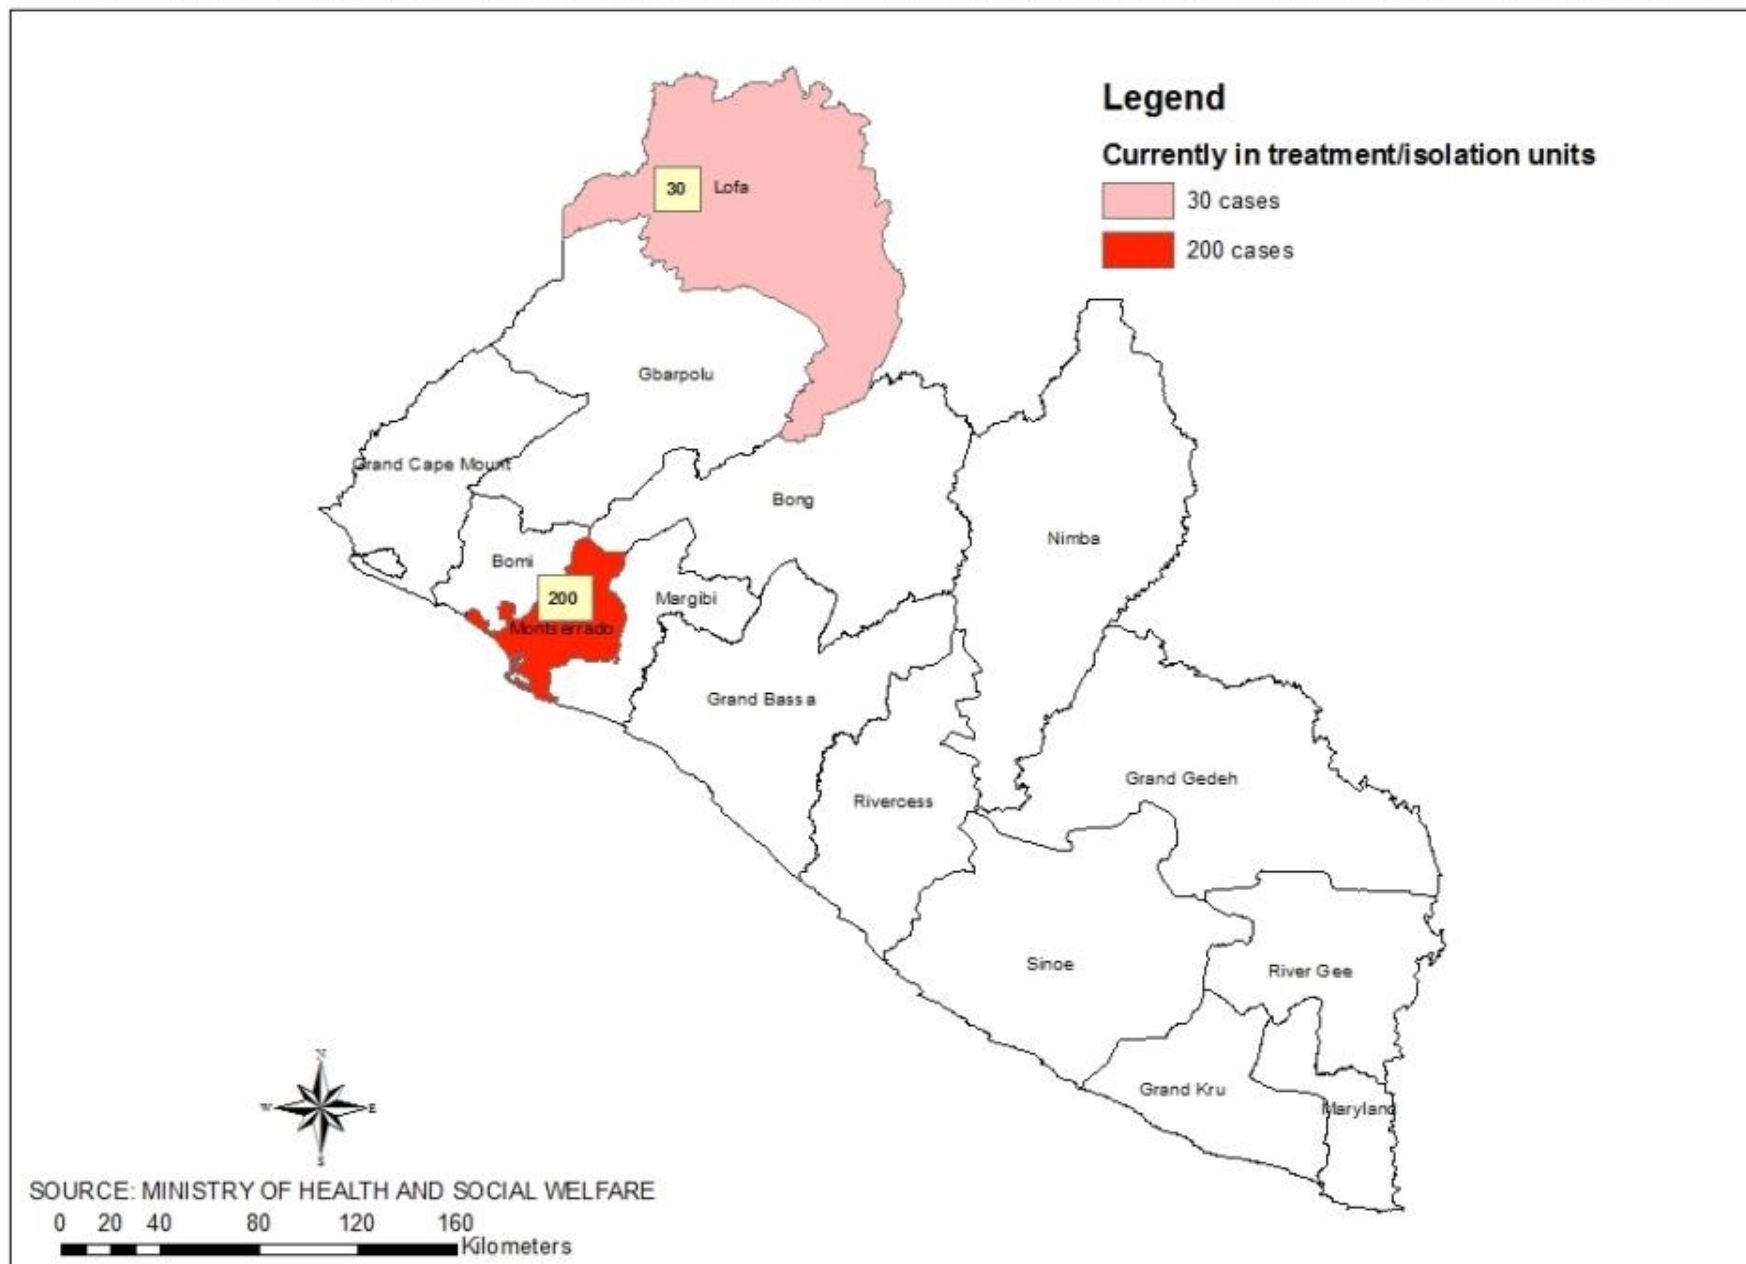 Legend
Currently in treatment/isolation units
30 cases
200 cases
30
Lofa
Gbarpolu
Grand Cape Mount
Bong
Nimba
Bomi
200
Margibi
Montserrado
Grand Bassa
Grand Gedeh
Rivercess
Sinoe
River Gee
Grand Kru
Maryland
N
W
E
S
SOURCE: MINISTRY OF HEALTH AND SOCIAL WELFARE
0 20 40 80 120 160
Kilometers